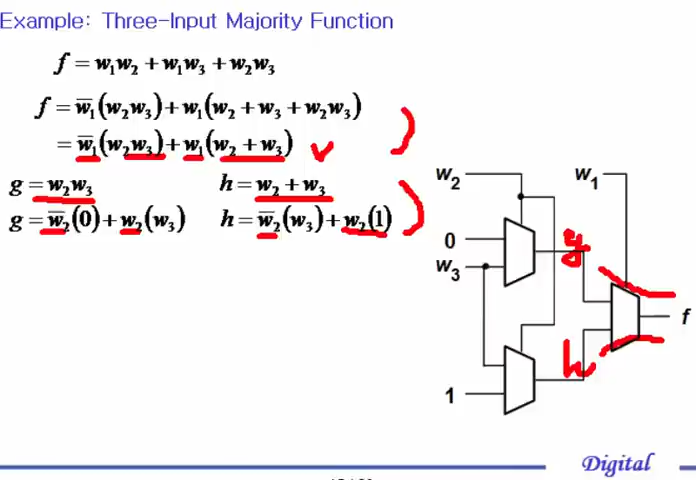 Example: Three-Input Majority Function
f = w₁w₂ + w₁w₃ + w₂w₃
f = w̅₁(w₂w₃) + w₁(w₂ + w₃ + w₂w₃)
= w̅₁(w₂w₃) + w₁(w₂ + w₃)
g = w₂w₃ h = w₂ + w₃
g = w̅₂(0) + w₂(w₃) h = w̅₂(w₃) + w₂(1)
w₂ w₁
0 g
w₃
f
h
1
Digital